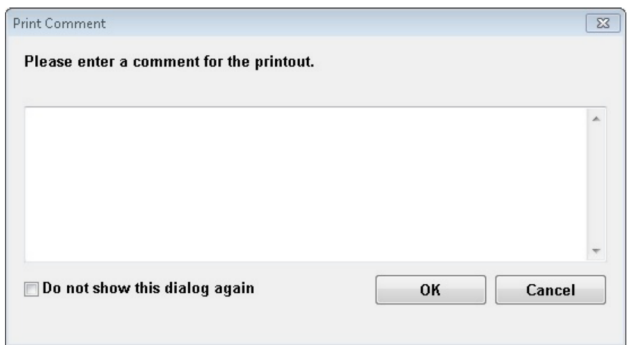 Print Comment
Please enter a comment for the printout.
Do not show this dialog again
OK
Cancel